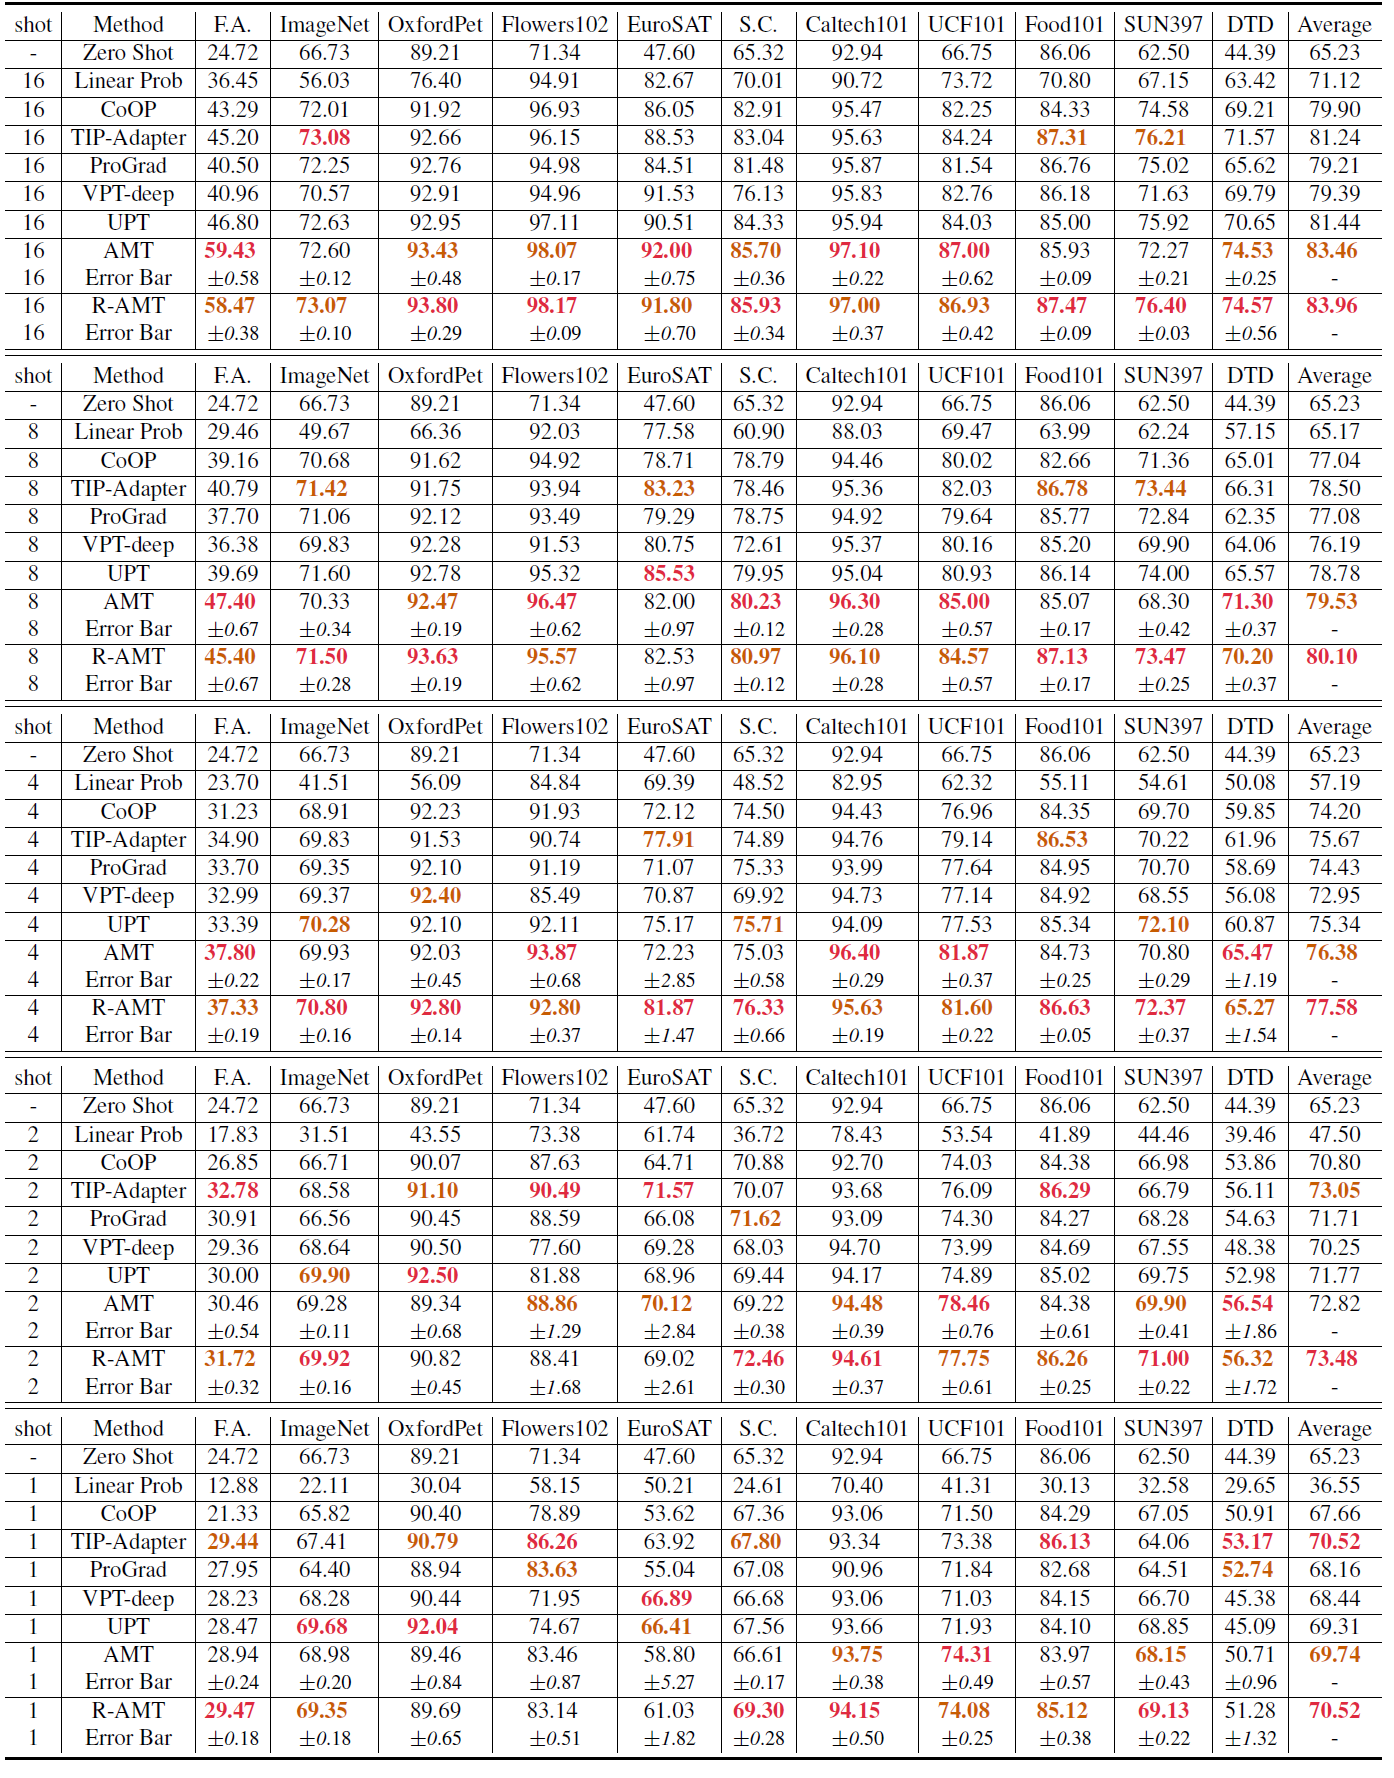 shot Method F.A. ImageNet OxfordPet Flowers102 EuroSAT S.C. Caltech101 UCF101 Food101 SUN397 DTD Average
- Zero Shot 24.72 66.73 89.21 71.34 47.60 65.32 92.94 66.75 86.06 62.50 44.39 65.23
16 Linear Prob 36.45 56.03 76.40 94.91 82.67 70.01 90.72 73.72 70.80 67.15 63.42 71.12
16 CoOP 43.29 72.01 91.92 96.93 86.05 82.91 95.47 82.25 84.33 74.58 69.21 79.90
16 TIP-Adapter 45.20 73.08 92.66 96.15 88.53 83.04 95.63 84.24 87.31 76.21 71.57 81.24
16 ProGrad 40.50 72.25 92.76 94.98 84.51 81.48 95.87 81.54 86.76 75.02 65.62 79.21
16 VPT-deep 40.96 70.57 92.91 94.96 91.53 76.13 95.83 82.76 86.18 71.63 69.79 79.39
16 UPT 46.80 72.63 92.95 97.11 90.51 84.33 95.94 84.03 85.00 75.92 70.65 81.44
16 AMT 59.43 72.60 93.43 98.07 92.00 85.70 97.10 87.00 85.93 72.27 74.53 83.46
16 Error Bar ±0.58 ±0.12 ±0.48 ±0.17 ±0.75 ±0.36 ±0.22 ±0.62 ±0.09 ±0.21 ±0.25 -
16 R-AMT 58.47 73.07 93.80 98.17 91.80 85.93 97.00 86.93 87.47 76.40 74.57 83.96
16 Error Bar ±0.38 ±0.10 ±0.29 ±0.09 ±0.70 ±0.34 ±0.37 ±0.42 ±0.09 ±0.03 ±0.56 -
shot Method F.A. ImageNet OxfordPet Flowers102 EuroSAT S.C. Caltech101 UCF101 Food101 SUN397 DTD Average
- Zero Shot 24.72 66.73 89.21 71.34 47.60 65.32 92.94 66.75 86.06 62.50 44.39 65.23
8 Linear Prob 29.46 49.67 66.36 92.03 77.58 60.90 88.03 69.47 63.99 62.24 57.15 65.17
8 CoOP 39.16 70.68 91.62 94.92 78.71 78.79 94.46 80.02 82.66 71.36 65.01 77.04
8 TIP-Adapter 40.79 71.42 91.75 93.94 83.23 78.46 95.36 82.03 86.78 73.44 66.31 78.50
8 ProGrad 37.70 71.06 92.12 93.49 79.29 78.75 94.92 79.64 85.77 72.84 62.35 77.08
8 VPT-deep 36.38 69.83 92.28 91.53 80.75 72.61 95.37 80.16 85.20 69.90 64.06 76.19
8 UPT 39.69 71.60 92.78 95.32 85.53 79.95 95.04 80.93 86.14 74.00 65.57 78.78
8 AMT 47.40 70.33 92.47 96.47 82.00 80.23 96.30 85.00 85.07 68.30 71.30 79.53
8 Error Bar ±0.67 ±0.34 ±0.19 ±0.62 ±0.97 ±0.12 ±0.28 ±0.57 ±0.17 ±0.42 ±0.37 -
8 R-AMT 45.40 71.50 93.63 95.57 82.53 80.97 96.10 84.57 87.13 73.47 70.20 80.10
8 Error Bar ±0.67 ±0.28 ±0.19 ±0.62 ±0.97 ±0.12 ±0.28 ±0.57 ±0.17 ±0.25 ±0.37 -
shot Method F.A. ImageNet OxfordPet Flowers102 EuroSAT S.C. Caltech101 UCF101 Food101 SUN397 DTD Average
- Zero Shot 24.72 66.73 89.21 71.34 47.60 65.32 92.94 66.75 86.06 62.50 44.39 65.23
4 Linear Prob 23.70 41.51 56.09 84.84 69.39 48.52 82.95 62.32 55.11 54.61 50.08 57.19
4 CoOP 31.23 68.91 92.23 91.93 72.12 74.50 94.43 76.96 84.35 69.70 59.85 74.20
4 TIP-Adapter 34.90 69.83 91.53 90.74 77.91 74.89 94.76 79.14 86.53 70.22 61.96 75.67
4 ProGrad 33.70 69.35 92.10 91.19 71.07 75.33 93.99 77.64 84.95 70.70 58.69 74.43
4 VPT-deep 32.99 69.37 92.40 85.49 70.87 69.92 94.73 77.14 84.92 68.55 56.08 72.95
4 UPT 33.39 70.28 92.10 92.11 75.17 75.71 94.09 77.53 85.34 72.10 60.87 75.34
4 AMT 37.80 69.93 92.03 93.87 72.23 75.03 96.40 81.87 84.73 70.80 65.47 76.38
4 Error Bar ±0.22 ±0.17 ±0.45 ±0.68 ±2.85 ±0.58 ±0.29 ±0.37 ±0.25 ±0.29 ±1.19 -
4 R-AMT 37.33 70.80 92.80 92.80 81.87 76.33 95.63 81.60 86.63 72.37 65.27 77.58
4 Error Bar ±0.19 ±0.16 ±0.14 ±0.37 ±1.47 ±0.66 ±0.19 ±0.22 ±0.05 ±0.37 ±1.54 -
shot Method F.A. ImageNet OxfordPet Flowers102 EuroSAT S.C. Caltech101 UCF101 Food101 SUN397 DTD Average
- Zero Shot 24.72 66.73 89.21 71.34 47.60 65.32 92.94 66.75 86.06 62.50 44.39 65.23
2 Linear Prob 17.83 31.51 43.55 73.38 61.74 36.72 78.43 53.54 41.89 44.46 39.46 47.50
2 CoOP 26.85 66.71 90.07 87.63 64.71 70.88 92.70 74.03 84.38 66.98 53.86 70.80
2 TIP-Adapter 32.78 68.58 91.10 90.49 71.57 70.07 93.68 76.09 86.29 66.79 56.11 73.05
2 ProGrad 30.91 66.56 90.45 88.59 66.08 71.62 93.09 74.30 84.27 68.28 54.63 71.71
2 VPT-deep 29.36 68.64 90.50 77.60 69.28 68.03 94.70 73.99 84.69 67.55 48.38 70.25
2 UPT 30.00 69.90 92.50 81.88 68.96 69.44 94.17 74.89 85.02 69.75 52.98 71.77
2 AMT 30.46 69.28 89.34 88.86 70.12 69.22 94.48 78.46 84.38 69.90 56.54 72.82
2 Error Bar ±0.54 ±0.11 ±0.68 ±1.29 ±2.84 ±0.38 ±0.39 ±0.76 ±0.61 ±0.41 ±1.86 -
2 R-AMT 31.72 69.92 90.82 88.41 69.02 72.46 94.61 77.75 86.26 71.00 56.32 73.48
2 Error Bar ±0.32 ±0.16 ±0.45 ±1.68 ±2.61 ±0.30 ±0.37 ±0.61 ±0.25 ±0.22 ±1.72 -
shot Method F.A. ImageNet OxfordPet Flowers102 EuroSAT S.C. Caltech101 UCF101 Food101 SUN397 DTD Average
- Zero Shot 24.72 66.73 89.21 71.34 47.60 65.32 92.94 66.75 86.06 62.50 44.39 65.23
1 Linear Prob 12.88 22.11 30.04 58.15 50.21 24.61 70.40 41.31 30.13 32.58 29.65 36.55
1 CoOP 21.33 65.82 90.40 78.89 53.62 67.36 93.06 71.50 84.29 67.05 50.91 67.66
1 TIP-Adapter 29.44 67.41 90.79 86.26 63.92 67.80 93.34 73.38 86.13 64.06 53.17 70.52
1 ProGrad 27.95 64.40 88.94 83.63 55.04 67.08 90.96 71.84 82.68 64.51 52.74 68.16
1 VPT-deep 28.23 68.28 90.44 71.95 66.89 66.68 93.06 71.03 84.15 66.70 45.38 68.44
1 UPT 28.47 69.68 92.04 74.67 66.41 67.56 93.66 71.93 84.10 68.85 45.09 69.31
1 AMT 28.94 68.98 89.46 83.46 58.80 66.61 93.75 74.31 83.97 68.15 50.71 69.74
1 Error Bar ±0.24 ±0.20 ±0.84 ±0.87 ±5.27 ±0.17 ±0.38 ±0.49 ±0.57 ±0.43 ±0.96 -
1 R-AMT 29.47 69.35 89.69 83.14 61.03 69.30 94.15 74.08 85.12 69.13 51.28 70.52
1 Error Bar ±0.18 ±0.18 ±0.65 ±0.51 ±1.82 ±0.28 ±0.50 ±0.25 ±0.38 ±0.22 ±1.32 -